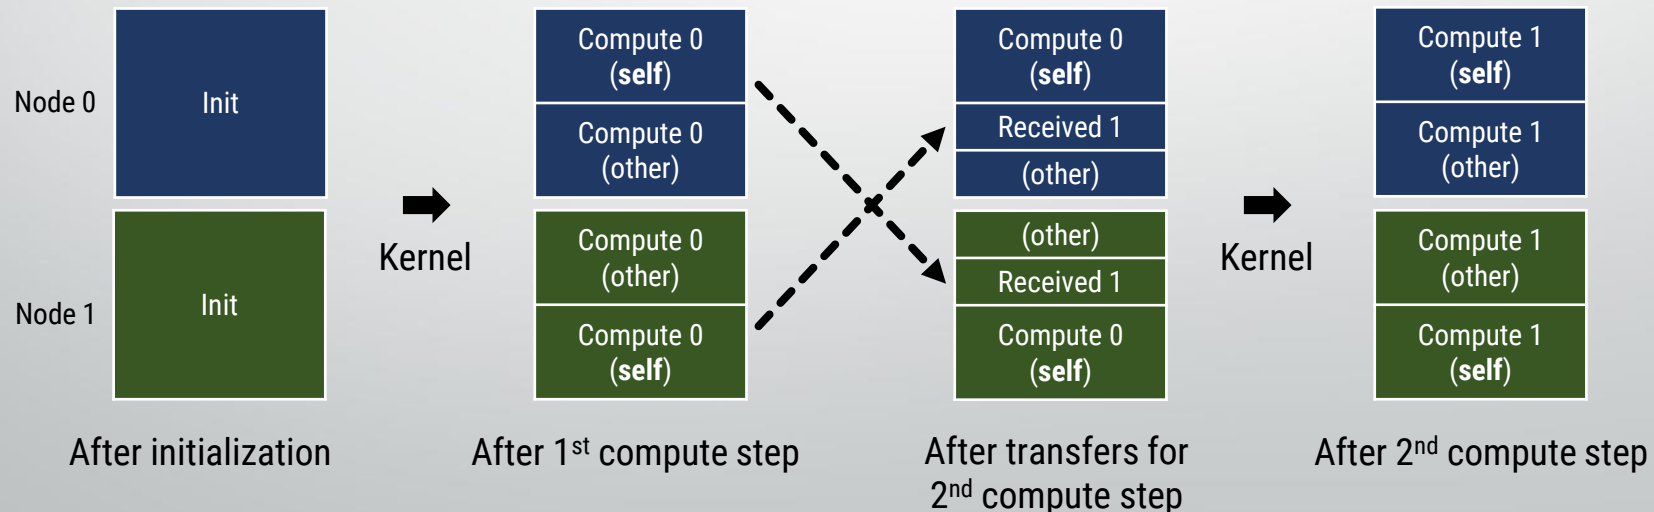 Node 0
Init
Node 1
Init
After initialization
Kernel
Compute 0
(self)
Compute 0
(other)
Compute 0
(other)
Compute 0
(self)
After 1st compute step
Compute 0
(self)
Received 1
(other)
(other)
Received 1
Compute 0
(self)
After transfers for
2nd compute step
Kernel
Compute 1
(self)
Compute 1
(other)
Compute 1
(other)
Compute 1
(self)
After 2nd compute step